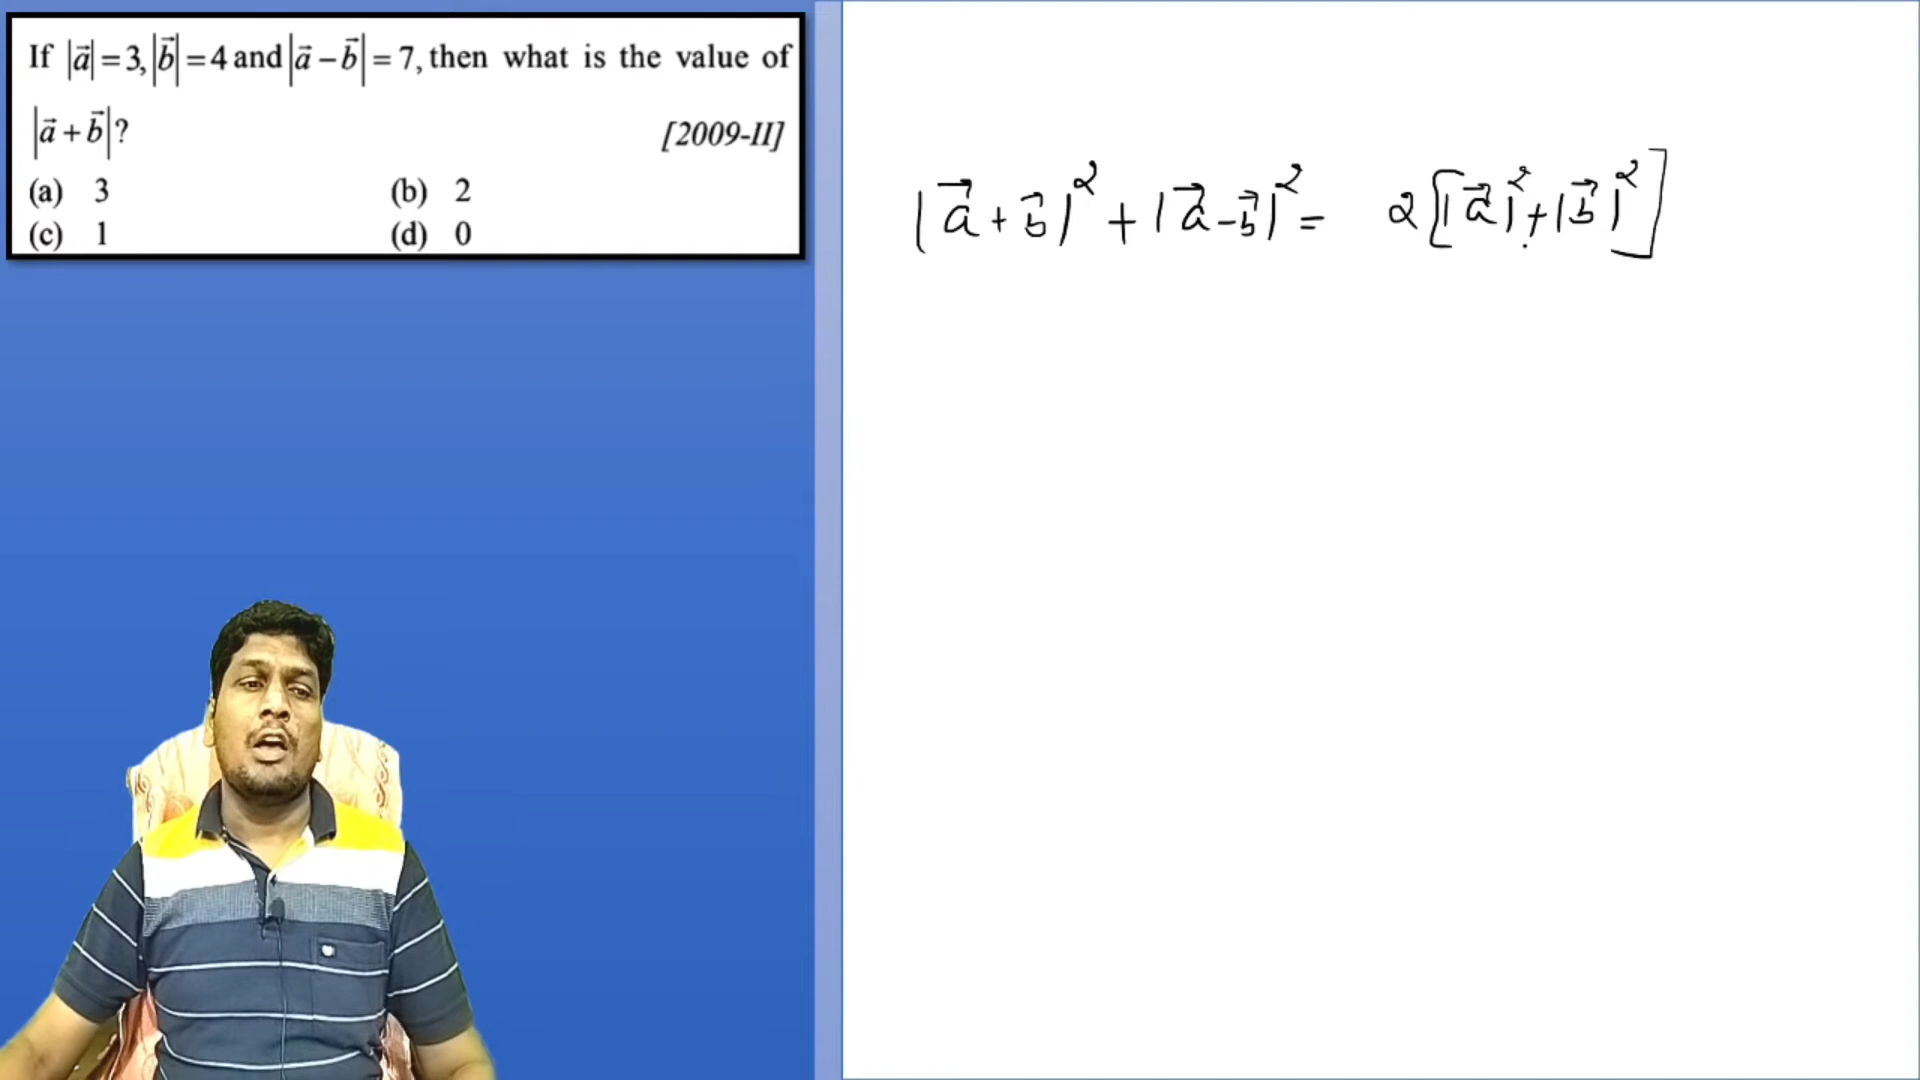 If |a⃗| = 3, |b⃗| = 4 and |a⃗ − b⃗| = 7, then what is the value of
|a⃗ + b⃗|? [2009-II]
(a) 3 (b) 2
(c) 1 (d) 0
|a⃗ + b⃗|² + |a⃗ − b⃗|² = 2[|a⃗|² + |b⃗|²]